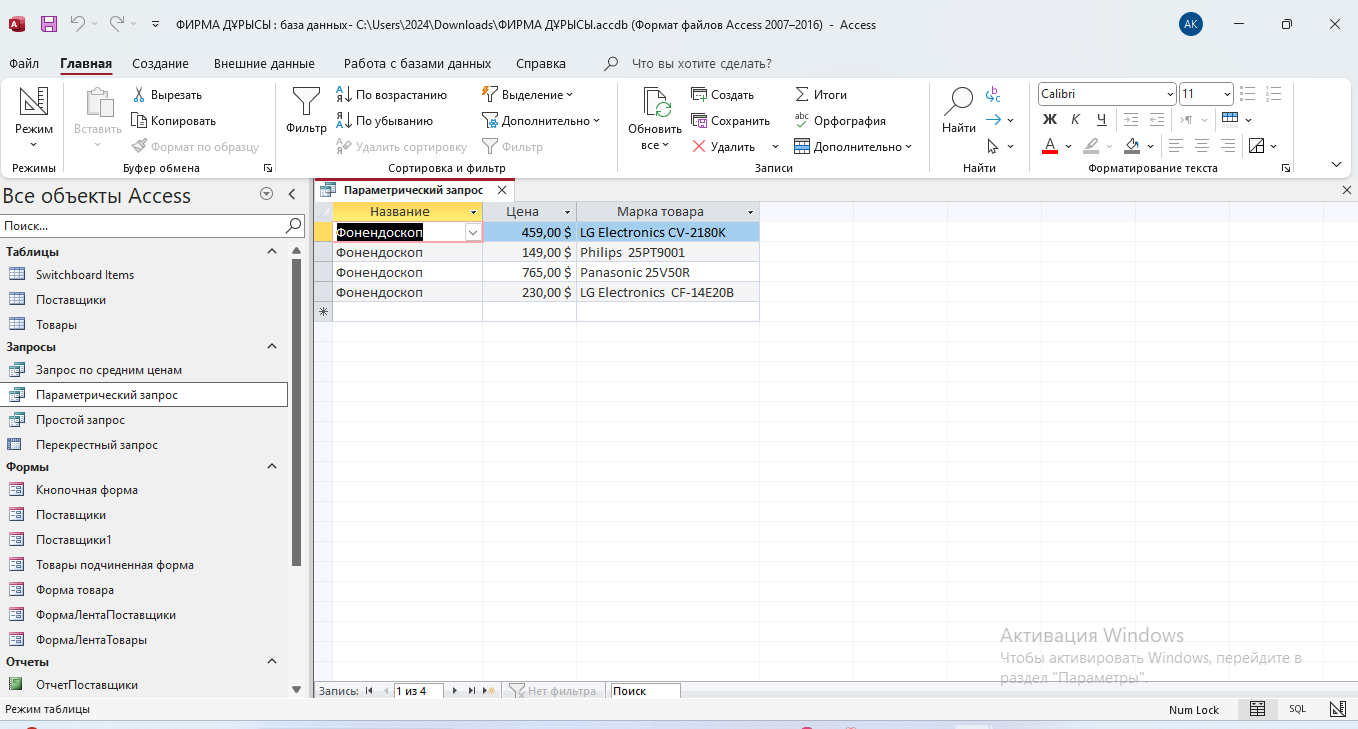 ФИРМА ДҰРЫСЫ : база данных- C:\Users\2024\Downloads\ФИРМА ДҰРЫСЫ.accdb (Формат файлов Access 2007–2016) - Access
АК
Файл Главная Создание Внешние данные Работа с базами данных Справка Что вы хотите сделать?
Режим
Режимы
Вставить
Вырезать
Копировать
Формат по образцу
Буфер обмена
Фильтр
По возрастанию
По убыванию
Удалить сортировку
Выделение
Дополнительно
Фильтр
Сортировка и фильтр
Обновить
все
Создать
Сохранить
Удалить
Итоги
Орфография
Дополнительно
Записи
Найти
Найти
Calibri 11
Ж К Ч
Форматирование текста
Все объекты Access
Поиск...
Таблицы
Switchboard Items
Поставщики
Товары
Запросы
Запрос по средним ценам
Параметрический запрос
Простой запрос
Перекрестный запрос
Формы
Кнопочная форма
Поставщики
Поставщики1
Товары подчиненная форма
Форма товара
ФормаЛентаПоставщики
ФормаЛентаТовары
Отчеты
ОтчетПоставщики
Параметрический запрос
Название Цена Марка товара
Фонендоскоп 459,00 $ LG Electronics CV-2180K
Фонендоскоп 149,00 $ Philips 25PT9001
Фонендоскоп 765,00 $ Panasonic 25V50R
Фонендоскоп 230,00 $ LG Electronics CF-14E20B
Активация Windows
Чтобы активировать Windows, перейдите в
раздел "Параметры".
Запись: 1 из 4 Нет фильтра Поиск
Режим таблицы Num Lock SQL